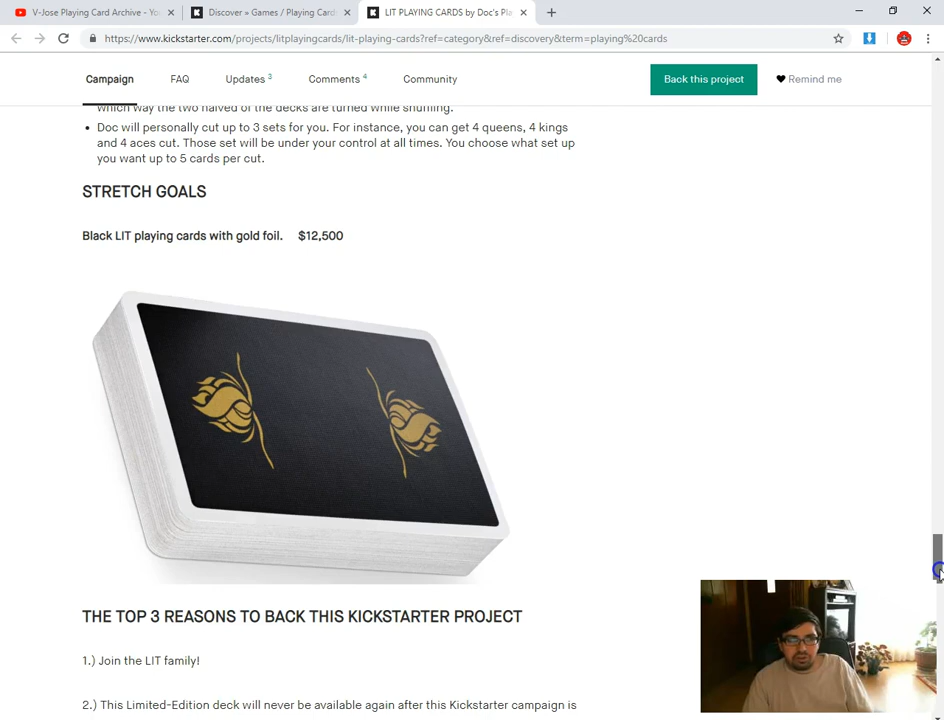 V-Jose Playing Card Archive - Yo
Discover » Games / Playing Cards
LIT PLAYING CARDS by Doc's Pl
https://www.kickstarter.com/projects/litplayingcards/lit-playing-cards?ref=category&ref=discovery&term=playing%20cards
Campaign
FAQ
Updates 3
Comments 4
Community
Back this project
Remind me
which way the two halved of the decks are turned while shuffling.
• Doc will personally cut up to 3 sets for you. For instance, you can get 4 queens, 4 kings
and 4 aces cut. Those set will be under your control at all times. You choose what set up
you want up to 5 cards per cut.
STRETCH GOALS
Black LIT playing cards with gold foil. $12,500
THE TOP 3 REASONS TO BACK THIS KICKSTARTER PROJECT
1.) Join the LIT family!
2.) This Limited-Edition deck will never be available again after this Kickstarter campaign is